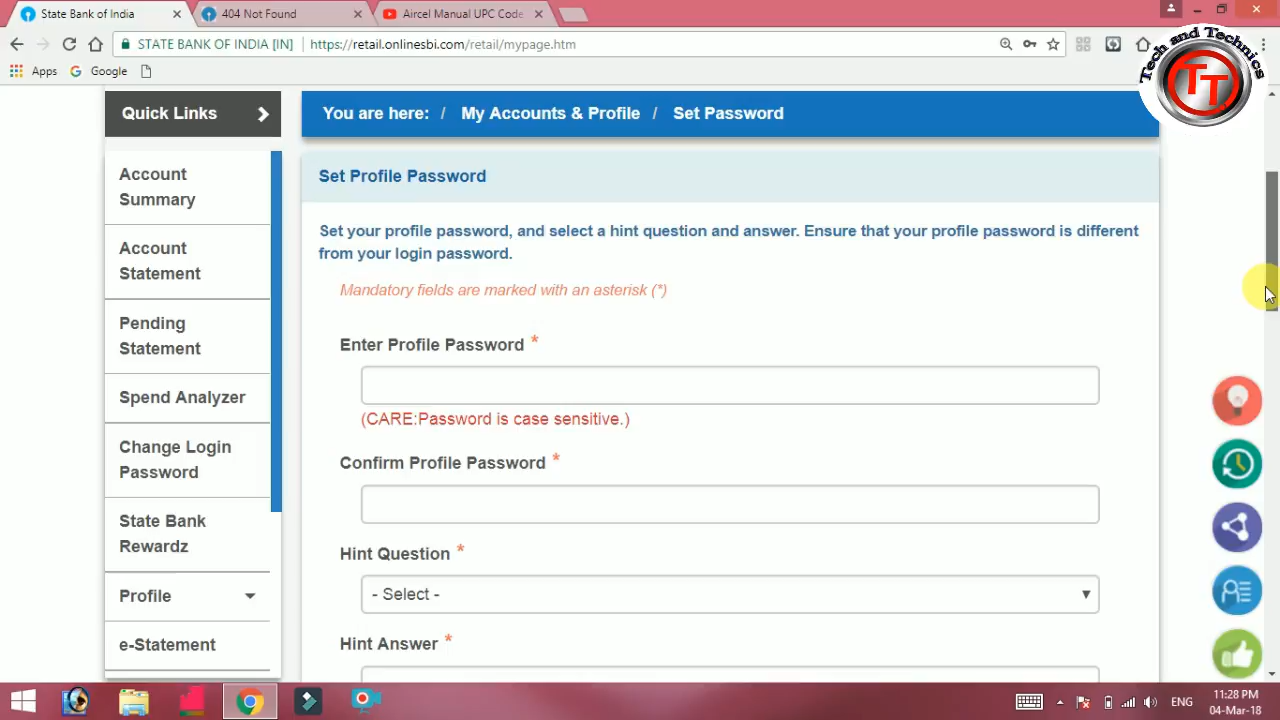 State Bank of India
404 Not Found
Aircel Manual UPC Code
STATE BANK OF INDIA [IN]
https://retail.onlinesbi.com/retail/mypage.htm
Apps
Google
Tech and Technics
TT
Quick Links
You are here: / My Accounts & Profile / Set Password
Account
Summary
Account
Statement
Pending
Statement
Spend Analyzer
Change Login
Password
State Bank
Rewardz
Profile
e-Statement
Set Profile Password
Set your profile password, and select a hint question and answer. Ensure that your profile password is different
from your login password.
Mandatory fields are marked with an asterisk (*)
Enter Profile Password *
(CARE:Password is case sensitive.)
Confirm Profile Password *
Hint Question *
- Select -
Hint Answer *
ENG
11:28 PM
04-Mar-18